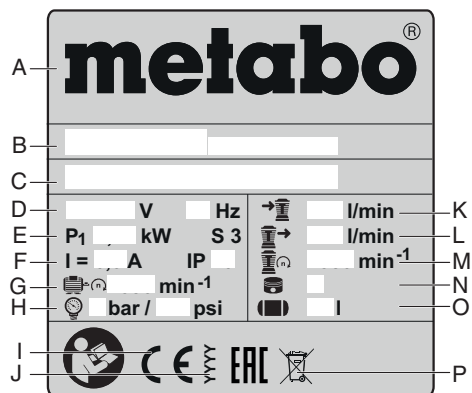 A metabo®
B
C
D V Hz l/min K
E P1 kW S 3 l/min L
F I = A IP min-1 M
G n min-1 N
H bar / psi l O
I
J CE EAC P